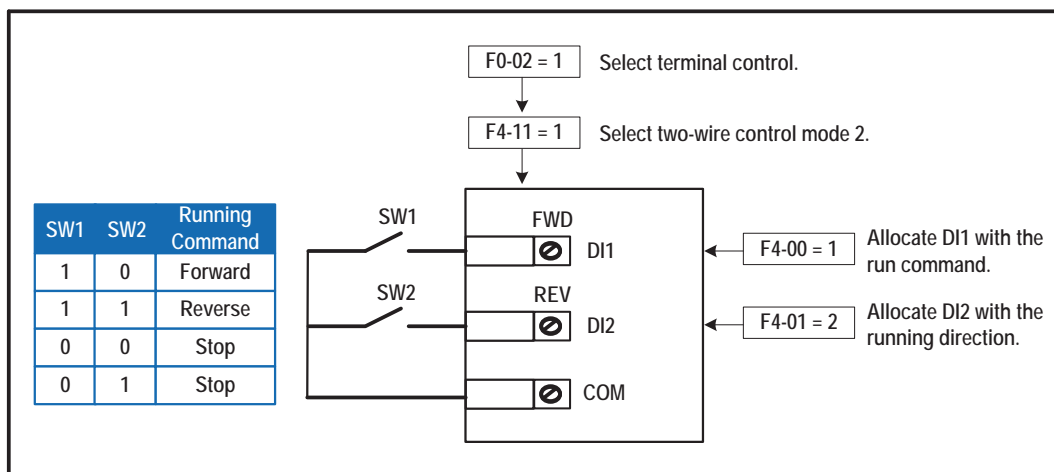 F0-02 = 1 Select terminal control.
F4-11 = 1 Select two-wire control mode 2.
SW1 SW2 Running Command
1 0 Forward
1 1 Reverse
0 0 Stop
0 1 Stop
SW1
FWD
DI1
SW2
REV
DI2
COM
F4-00 = 1
Allocate DI1 with the
run command.
F4-01 = 2
Allocate DI2 with the
running direction.